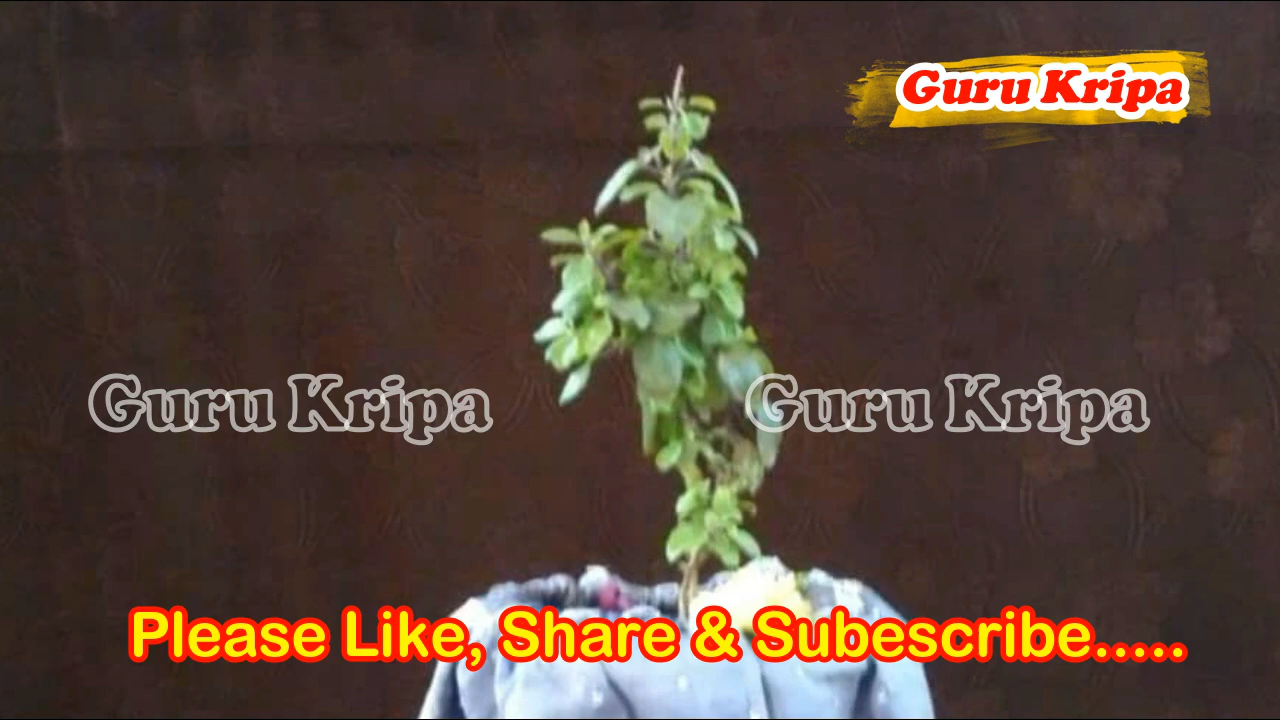 Guru Kripa
Guru Kripa Guru Kripa
Please Like, Share & Subescribe.....